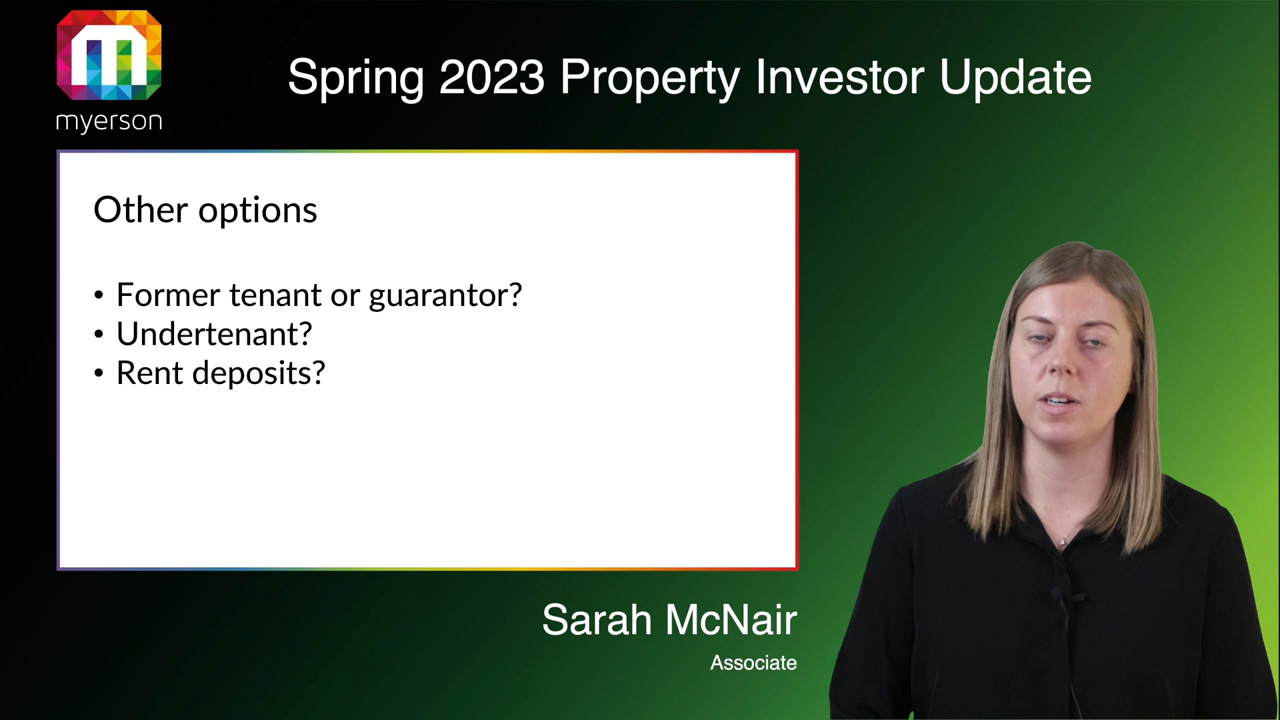 myerson
Spring 2023 Property Investor Update
Other options
• Former tenant or guarantor?
• Undertenant?
• Rent deposits?
Sarah McNair
Associate